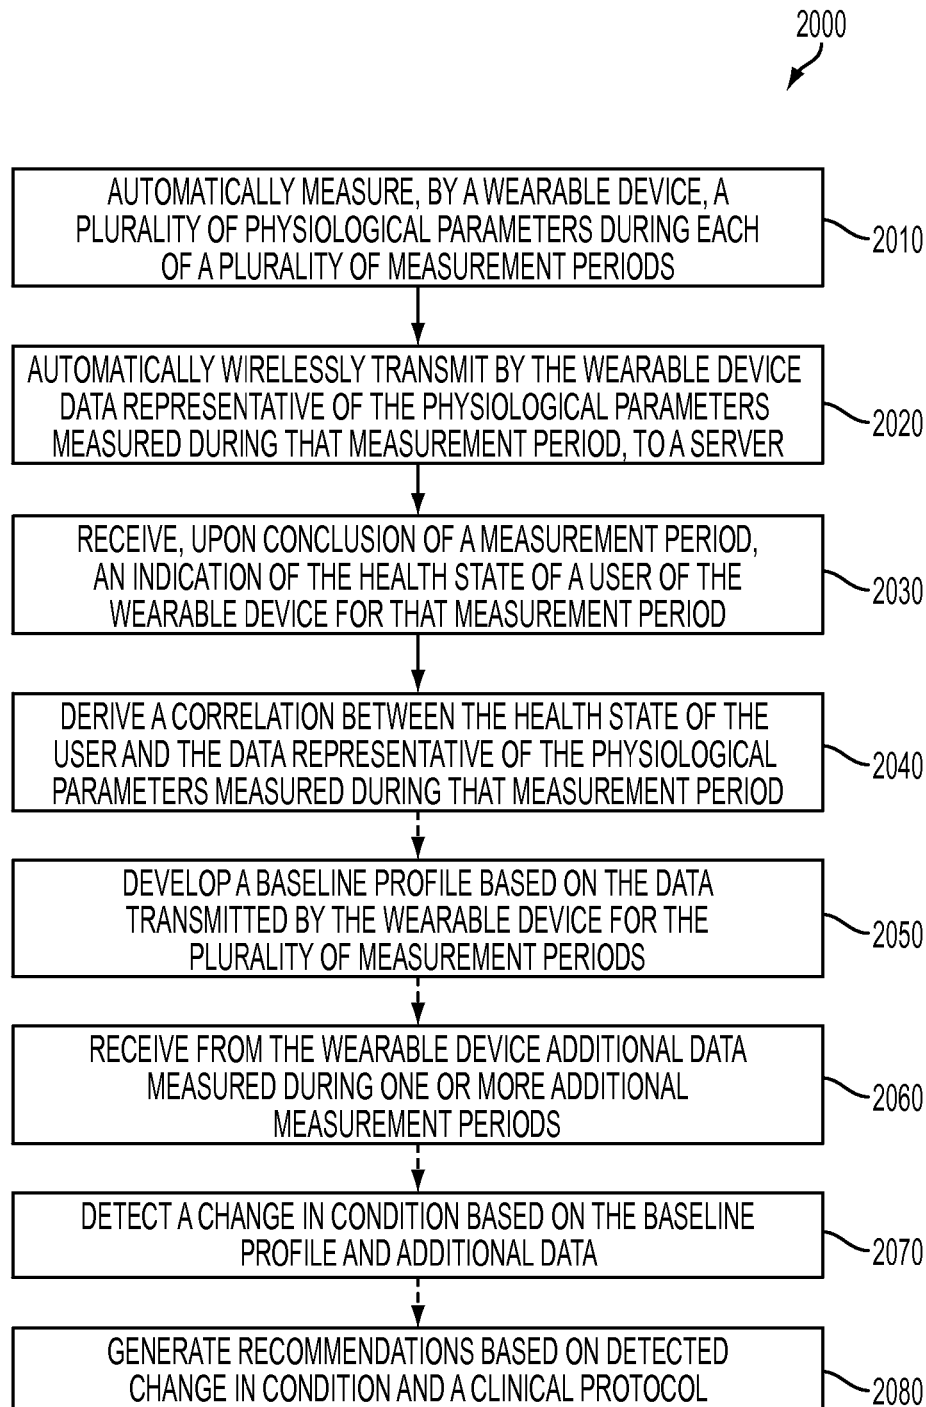 2000
AUTOMATICALLY MEASURE, BY A WEARABLE DEVICE, A
PLURALITY OF PHYSIOLOGICAL PARAMETERS DURING EACH
OF A PLURALITY OF MEASUREMENT PERIODS
2010
AUTOMATICALLY WIRELESSLY TRANSMIT BY THE WEARABLE DEVICE
DATA REPRESENTATIVE OF THE PHYSIOLOGICAL PARAMETERS
MEASURED DURING THAT MEASUREMENT PERIOD, TO A SERVER
2020
RECEIVE, UPON CONCLUSION OF A MEASUREMENT PERIOD,
AN INDICATION OF THE HEALTH STATE OF A USER OF THE
WEARABLE DEVICE FOR THAT MEASUREMENT PERIOD
2030
DERIVE A CORRELATION BETWEEN THE HEALTH STATE OF THE
USER AND THE DATA REPRESENTATIVE OF THE PHYSIOLOGICAL
PARAMETERS MEASURED DURING THAT MEASUREMENT PERIOD
2040
DEVELOP A BASELINE PROFILE BASED ON THE DATA
TRANSMITTED BY THE WEARABLE DEVICE FOR THE
PLURALITY OF MEASUREMENT PERIODS
2050
RECEIVE FROM THE WEARABLE DEVICE ADDITIONAL DATA
MEASURED DURING ONE OR MORE ADDITIONAL
MEASUREMENT PERIODS
2060
DETECT A CHANGE IN CONDITION BASED ON THE BASELINE
PROFILE AND ADDITIONAL DATA
2070
GENERATE RECOMMENDATIONS BASED ON DETECTED
CHANGE IN CONDITION AND A CLINICAL PROTOCOL
2080